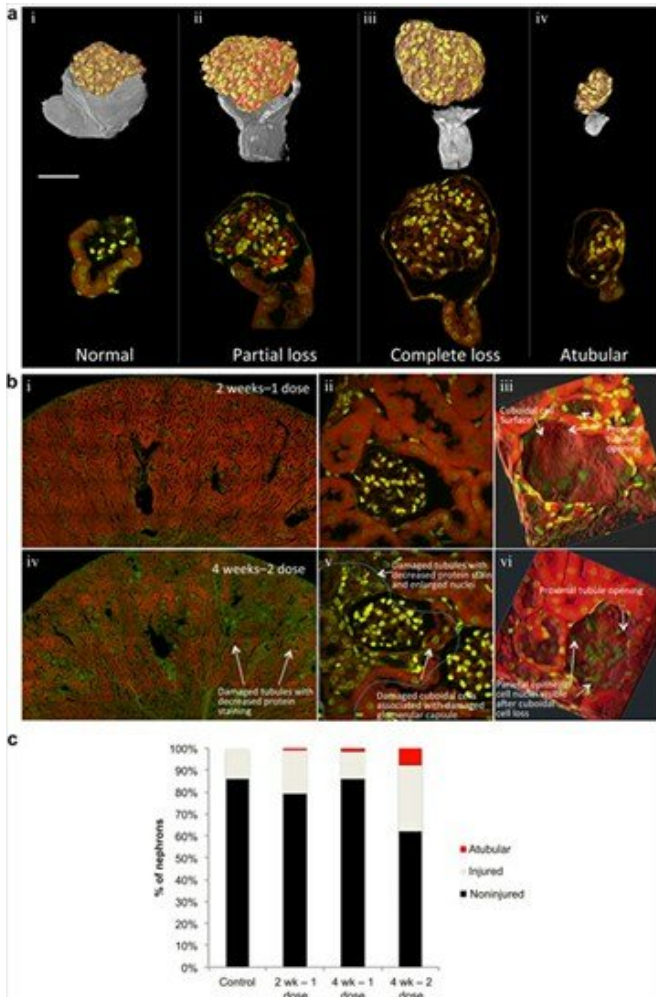 a
i
ii
iii
iv
Normal
Partial loss
Complete loss
Atubular
b
i
2 weeks–1 dose
ii
iii
Cuboidal cell
Surface
tubule
opening
iv
4 weeks–2 dose
Damaged tubules with
decreased protein
staining
v
Damaged tubules with
decreased protein stain
and enlarged nuclei
Damaged cuboidal cells
associated with damaged
glomerular capsule
vi
Proximal tubule opening
Parietal epithelial
cell nuclei visible
after cuboidal
cell loss
c
100%
90%
80%
70%
60%
50%
40%
30%
20%
10%
0%
% of nephrons
Control
2 wk – 1
dose
4 wk – 1
dose
4 wk – 2
dose
Atubular
Injured
Noninjured